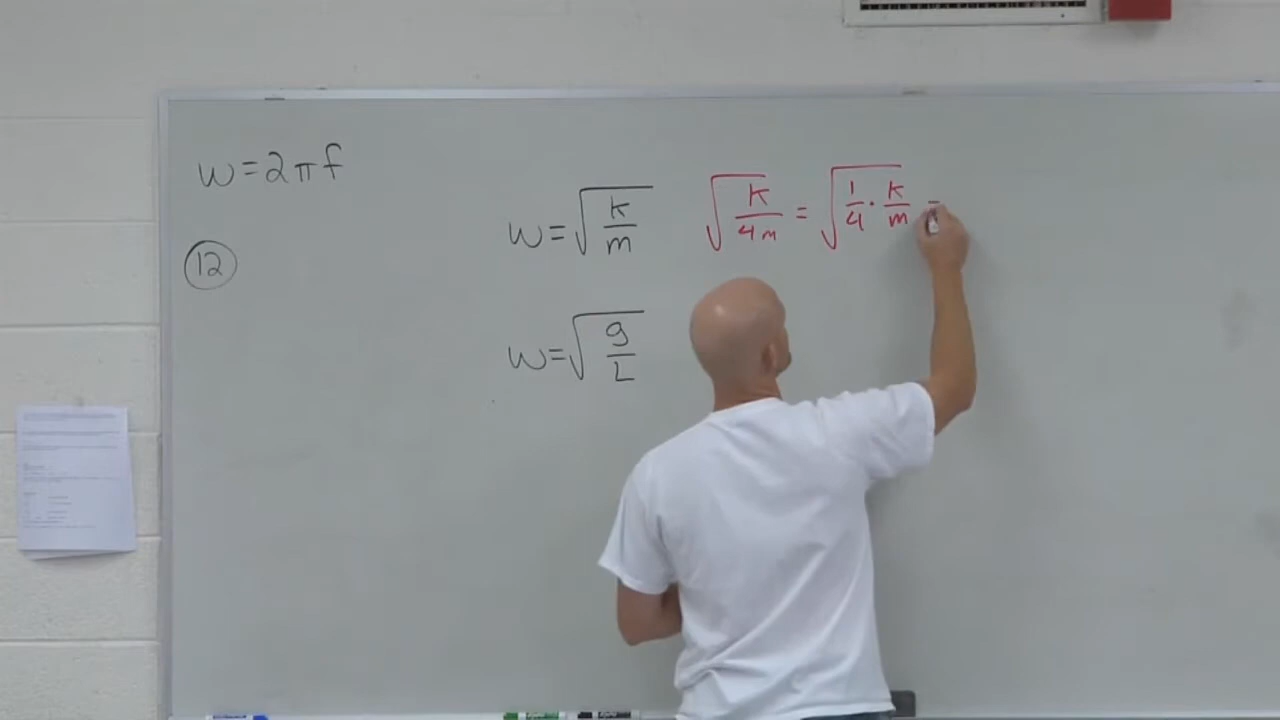 w=2πf
w=√(k/m) √(k/4m) = √(1/4 · k/m) =
12
w=√(g/L)